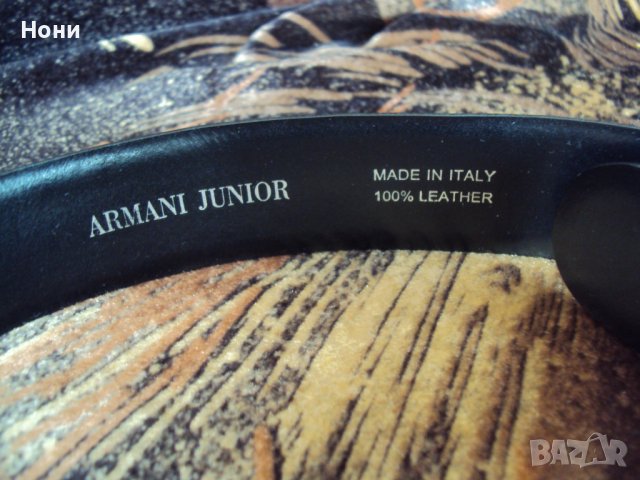 Нони
ARMANI JUNIOR
MADE IN ITALY
100% LEATHER
BAZAR